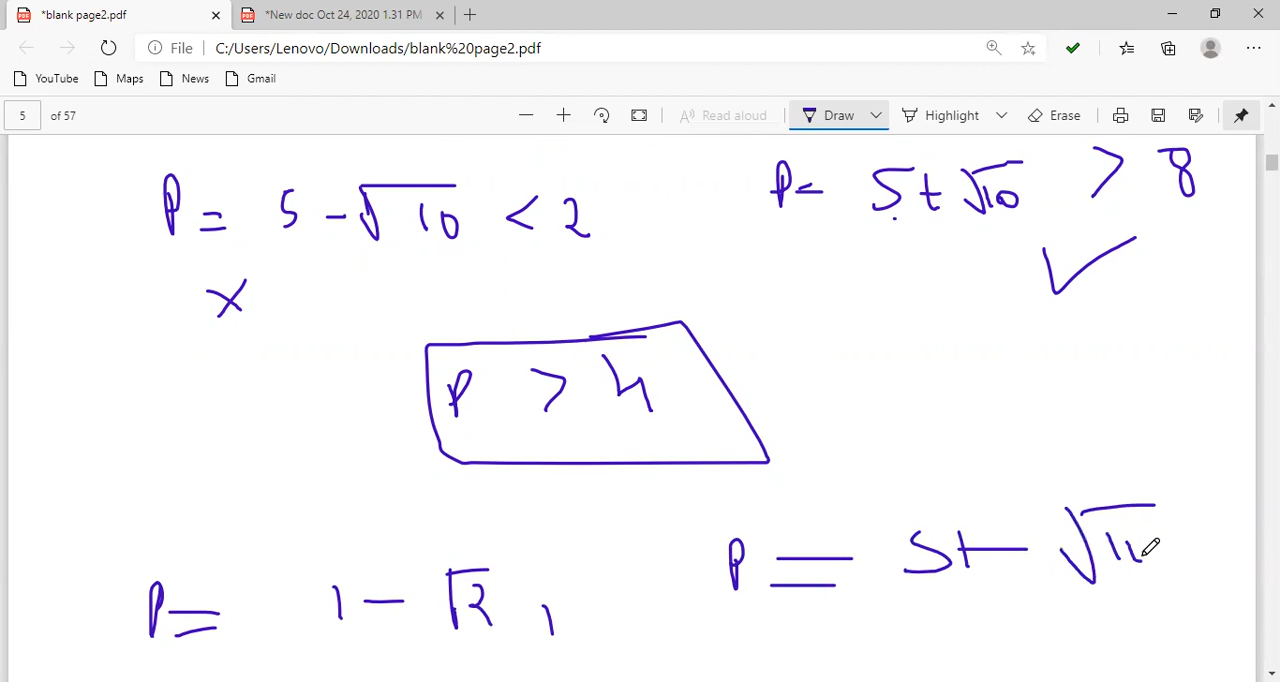 *blank page2.pdf
*New doc Oct 24, 2020 1.31 PM
File C:/Users/Lenovo/Downloads/blank%20page2.pdf
YouTube Maps News Gmail
5 of 57 Read aloud Draw Highlight Erase
P = 5 - √10 < 2
P = 5 + √10 > 8
P > 4
P = 5 + √10
P = 1 - √2 ,